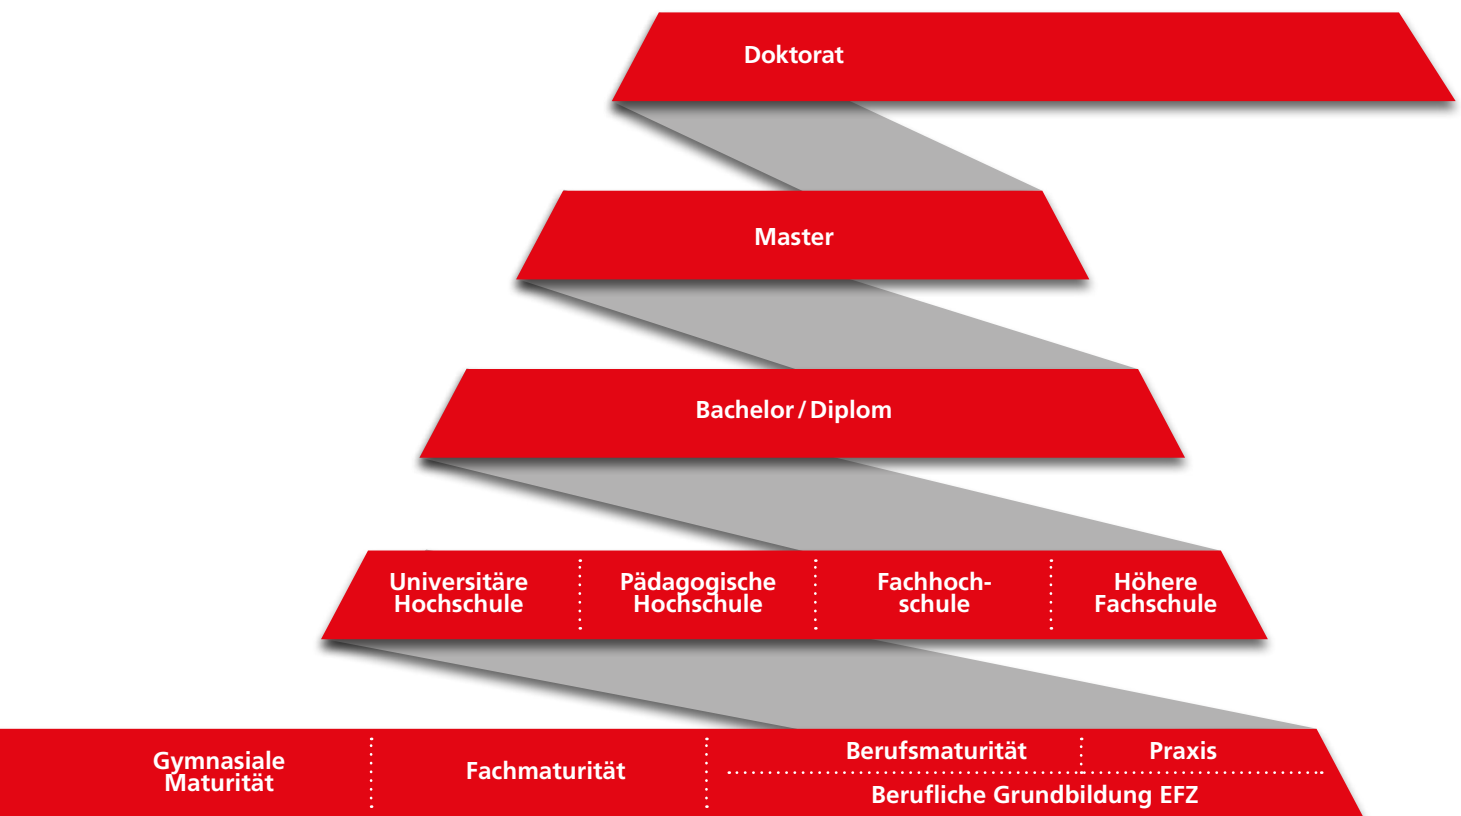 Doktorat
Master
Bachelor / Diplom
Universitäre
Hochschule
Pädagogische
Hochschule
Fachhoch-
schule
Höhere
Fachschule
Gymnasiale
Maturität
Fachmaturität
Berufsmaturität
Praxis
Berufliche Grundbildung EFZ